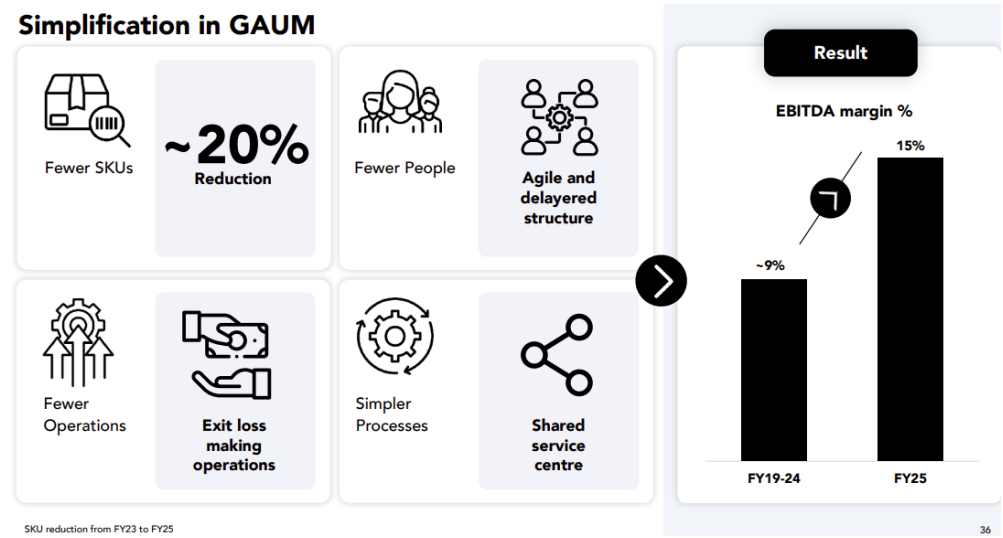 Simplification in GAUM
Fewer SKUs
~20%
Reduction
Fewer People
Agile and
delayered
structure
Fewer
Operations
Exit loss
making
operations
Simpler
Processes
Shared
service
centre
Result
EBITDA margin %
~9%
15%
FY19-24
FY25
SKU reduction from FY23 to FY25
36